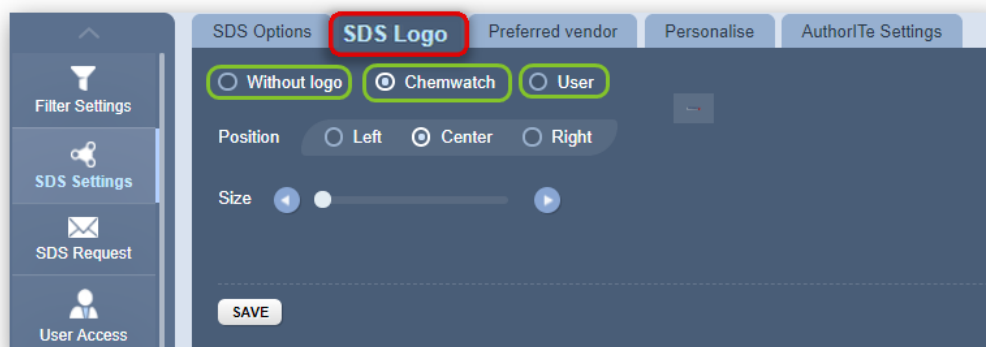 SDS Options SDS Logo Preferred vendor Personalise AuthorITe Settings
Filter Settings
SDS Settings
SDS Request
User Access
Without logo Chemwatch User
Position Left Center Right
Size
SAVE